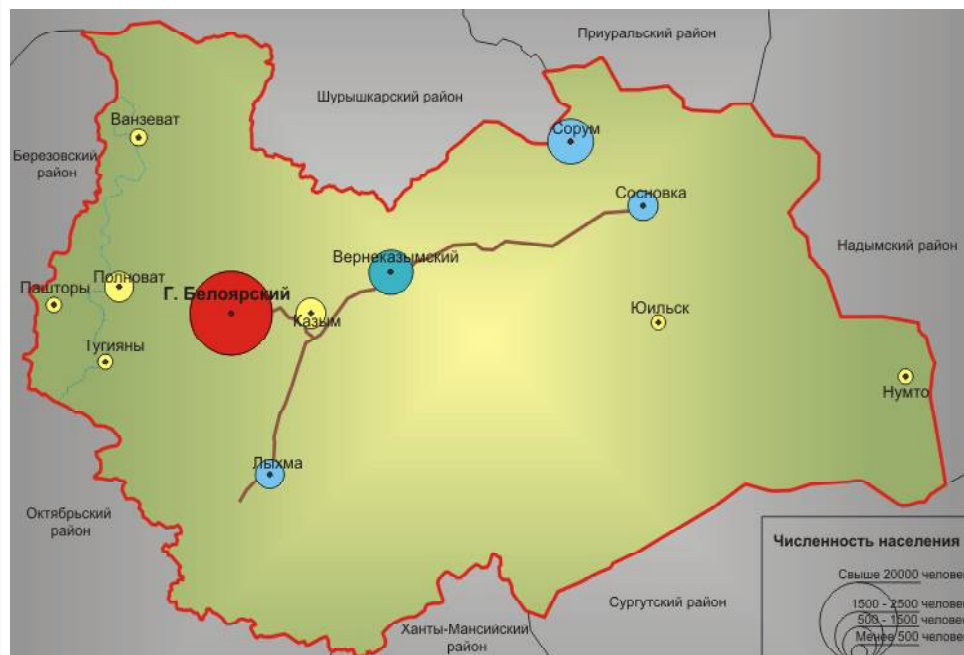 Приуральский район
Шурышкарский район
Ванзеват
Сорум
Березовский
район
Сосновка
Надымский район
Вернеказымский
Полноват
Пашторы
Г. Белоярский
Казым
Юильск
Тугияны
Нумто
Лыхма
Октябрьский
район
Численность населения
Свыше 20000 человек
1500 - 2500 человек
500 - 1500 человек
Менее 500 человек
Сургутский район
Ханты-Мансийский
район